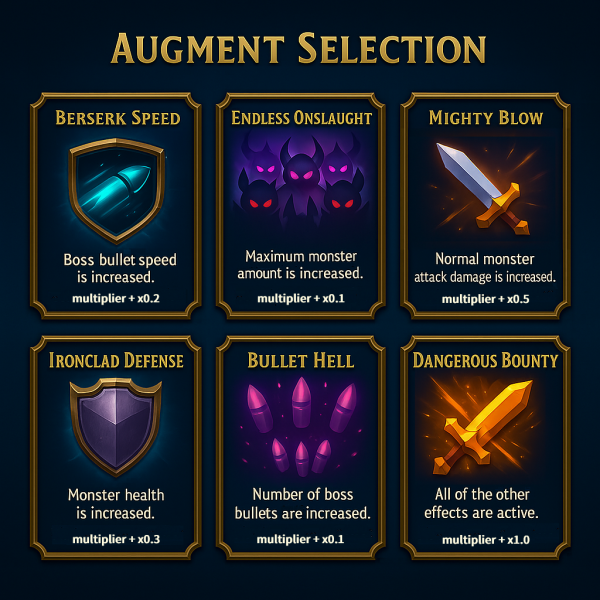 AUGMENT SELECTION
BERSERK SPEED
Boss bullet speed
is increased.
multiplier + x0.2
ENDLESS ONSLAUGHT
Maximum monster
amount is increased.
multiplier + x0.1
MIGHTY BLOW
Normal monster
attack damage is increased.
multiplier + x0.5
IRONCLAD DEFENSE
Monster health
is increased.
multiplier + x0.3
BULLET HELL
Number of boss
bullets are increased.
multiplier + x0.1
DANGEROUS BOUNTY
All of the other
effects are active.
multiplier + x1.0